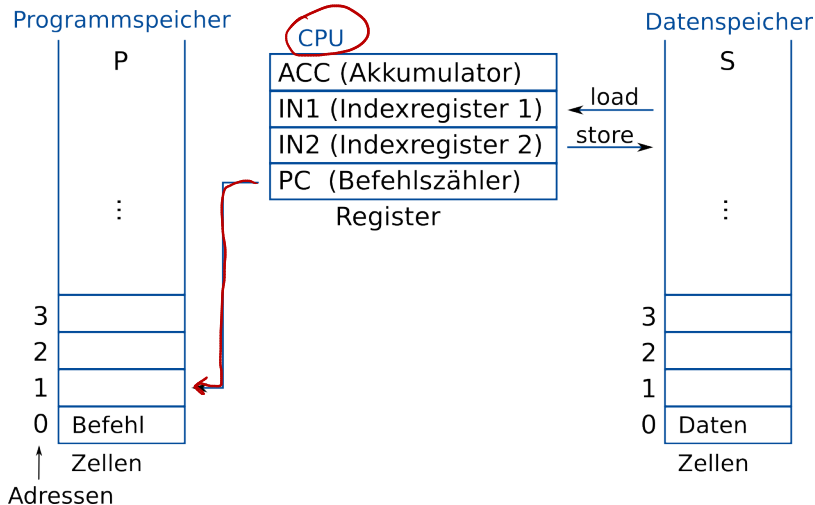 Programmspeicher
P
⋮
3
2
1
0 Befehl
Zellen
Adressen
CPU
ACC (Akkumulator)
IN1 (Indexregister 1)
IN2 (Indexregister 2)
PC (Befehlszähler)
Register
load
store
Datenspeicher
S
⋮
3
2
1
0 Daten
Zellen